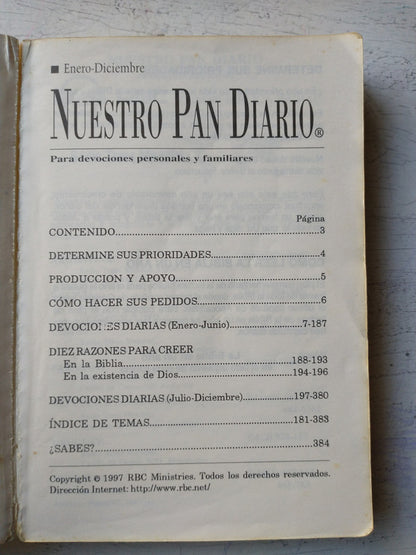 ■ Enero-Diciembre
NUESTRO PAN DIARIO®
Para devociones personales y familiares
Página
CONTENIDO..........3
DETERMINE SUS PRIORIDADES..........4
PRODUCCION Y APOYO..........5
CÓMO HACER SUS PEDIDOS..........6
DEVOCIONES DIARIAS (Enero-Junio)..........7-187
DIEZ RAZONES PARA CREER
En la Biblia..........188-193
En la existencia de Dios..........194-196
DEVOCIONES DIARIAS (Julio-Diciembre)..........197-380
ÍNDICE DE TEMAS..........181-383
¿SABES?..........384
Copyright © 1997 RBC Ministries. Todos los derechos reservados.
Dirección Internet: http://www.rbc.net/